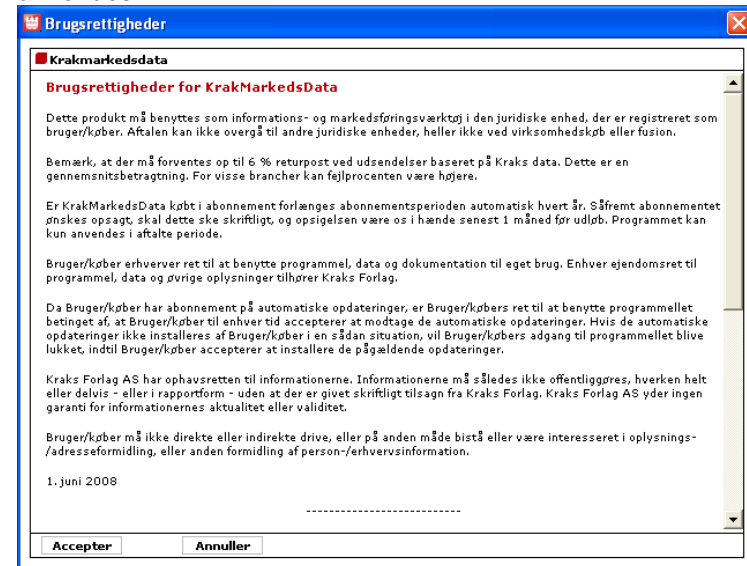 Brugsrettigheder
Krakmarkedsdata
Brugsrettigheder for KrakMarkedsData
Dette produkt må benyttes som informations- og markedsføringsværktøj i den juridiske enhed, der er registreret som
bruger/køber. Aftalen kan ikke overgå til andre juridiske enheder, heller ikke ved virksomhedskøb eller fusion.
Bemærk, at der må forventes op til 6 % returpost ved udsendelser baseret på Kraks data. Dette er en
gennemsnitsbetragtning. For visse brancher kan fejlprocenten være højere.
Er KrakMarkedsData købt i abonnement forlænges abonnementsperioden automatisk hvert år. Såfremt abonnementet
ønskes opsagt, skal dette ske skriftligt, og opsigelsen være os i hænde senest 1 måned før udløb. Programmet kan
kun anvendes i aftalte periode.
Bruger/køber erhverver ret til at benytte programmel, data og dokumentation til eget brug. Enhver ejendomsret til
programmel, data og øvrige oplysninger tilhører Kraks Forlag.
Da Bruger/køber har abonnement på automatiske opdateringer, er Bruger/købers ret til at benytte programmellet
betinget af, at Bruger/køber til enhver tid accepterer at modtage de automatiske opdateringer. Hvis de automatiske
opdateringer ikke installeres af Bruger/køber i en sådan situation, vil Bruger/købers adgang til programmellet blive
lukket, indtil Bruger/køber accepterer at installere de pågældende opdateringer.
Kraks Forlag AS har ophavsretten til informationerne. Informationerne må således ikke offentliggøres, hverken helt
eller delvis - eller i rapportform - uden at der er givet skriftligt tilsagn fra Kraks Forlag. Kraks Forlag AS yder ingen
garanti for informationernes aktualitet eller validitet.
Bruger/køber må ikke direkte eller indirekte drive, eller på anden måde bistå eller være interesseret i oplysnings-
/adresseformidling, eller anden formidling af person-/erhvervsinformation.
1. juni 2008
---------------------------
Accepter Annuller